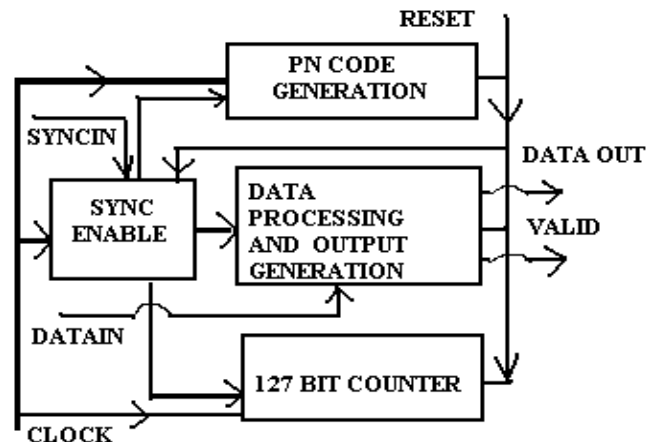 RESET
PN CODE
GENERATION
SYNCIN
DATA OUT
SYNC
ENABLE
DATA
PROCESSING
AND OUTPUT
GENERATION
VALID
DATAIN
127 BIT COUNTER
CLOCK